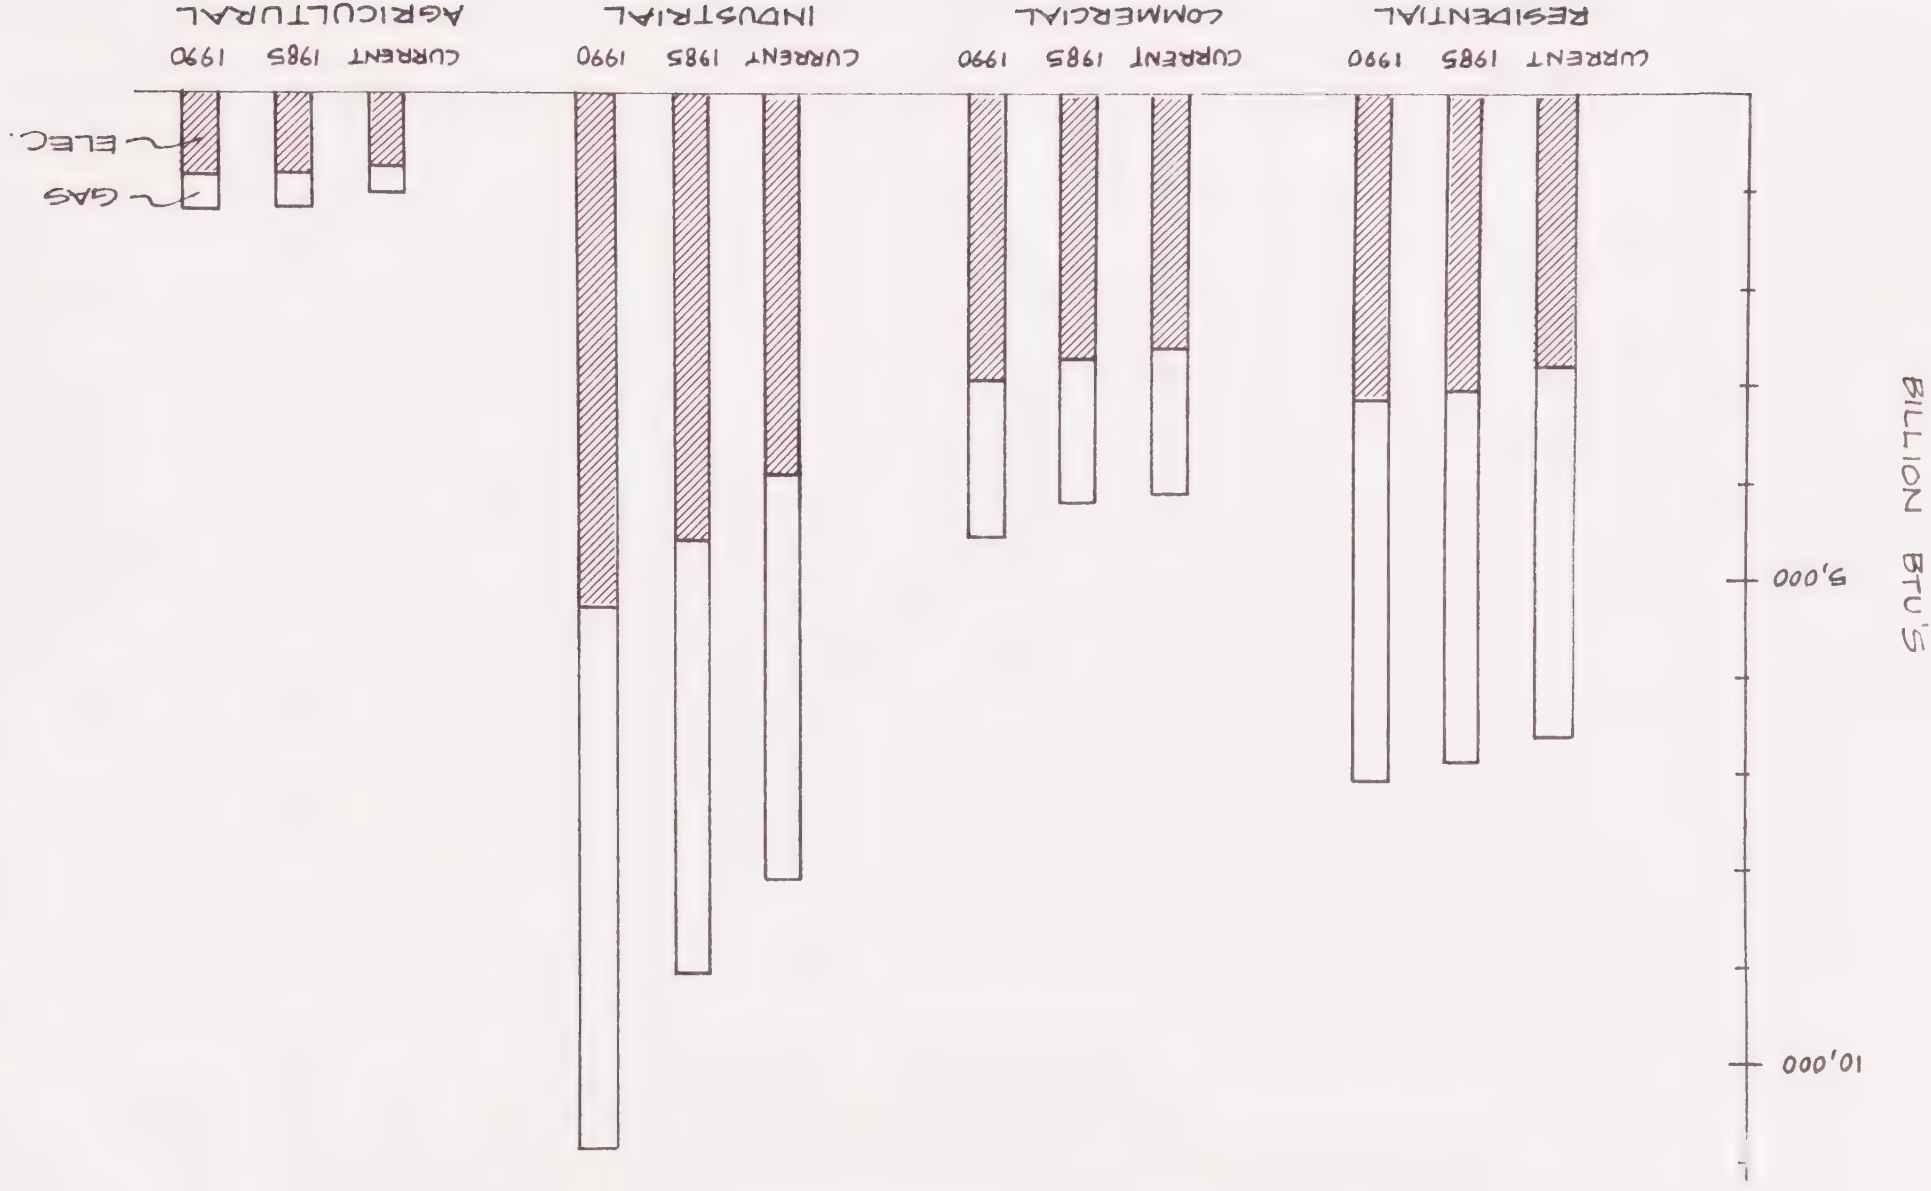 BILLION BTU'S
10,000
5,000
GAS
ELEC.
CURRENT 1985 1990
RESIDENTIAL
CURRENT 1985 1990
COMMERCIAL
CURRENT 1985 1990
INDUSTRIAL
CURRENT 1985 1990
AGRICULTURAL